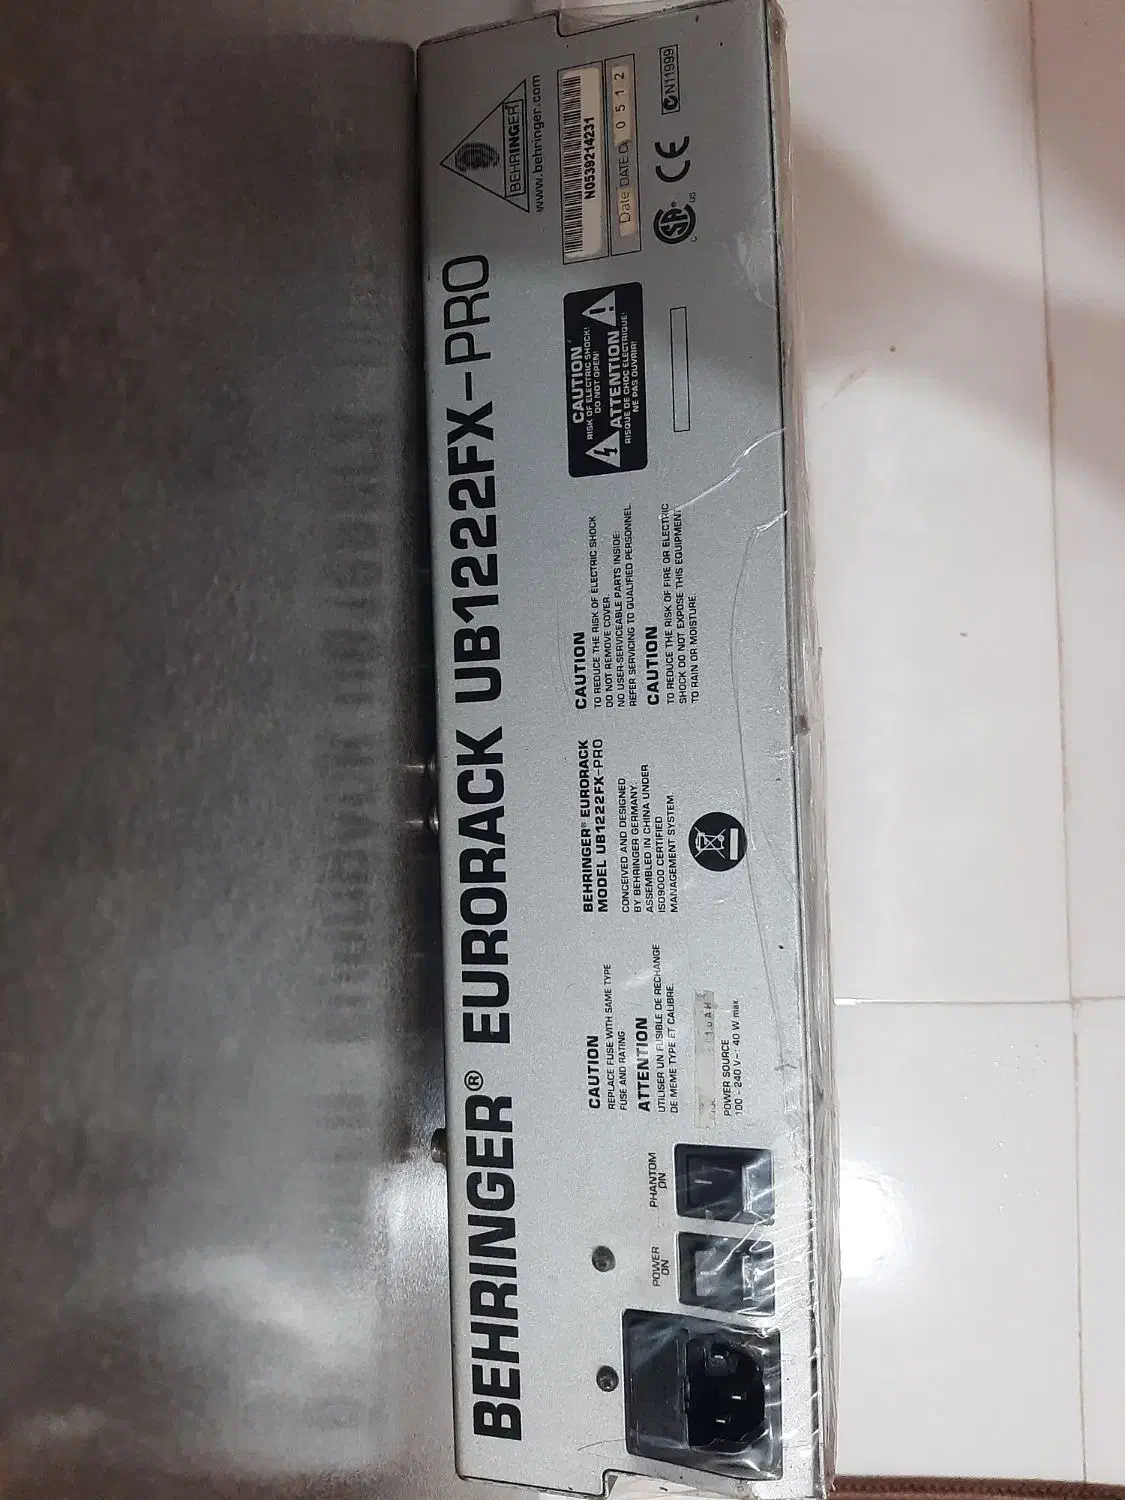 BEHRINGER® EURORACK UB1222FX-PRO
BEHRINGER
www.behringer.com
POWER
ON
PHANTOM
ON
CAUTION
REPLACE FUSE WITH SAME TYPE
FUSE AND RATING
ATTENTION
UTILISER UN FUSIBLE DE RECHANGE
DE MEME TYPE ET CALIBRE.
POWER SOURCE
100 - 240 V~: 40 W max.
BEHRINGER® EURORACK
MODEL UB1222FX-PRO
CONCEIVED AND DESIGNED
BY BEHRINGER GERMANY.
ASSEMBLED IN CHINA UNDER
ISO9000 CERTIFIED
MANAGEMENT SYSTEM.
CAUTION
TO REDUCE THE RISK OF ELECTRIC SHOCK
DO NOT REMOVE COVER.
NO USER-SERVICEABLE PARTS INSIDE:
REFER SERVICING TO QUALIFIED PERSONNEL.
CAUTION
TO REDUCE THE RISK OF FIRE OR ELECTRIC
SHOCK DO NOT EXPOSE THIS EQUIPMENT
TO RAIN OR MOISTURE.
CAUTION
RISK OF ELECTRIC SHOCK!
DO NOT OPEN!
ATTENTION
RISQUE DE CHOC ELECTRIQUE!
NE PAS OUVRIR!
N0539214231
Date DATE 0512
C SA® US CE N11999